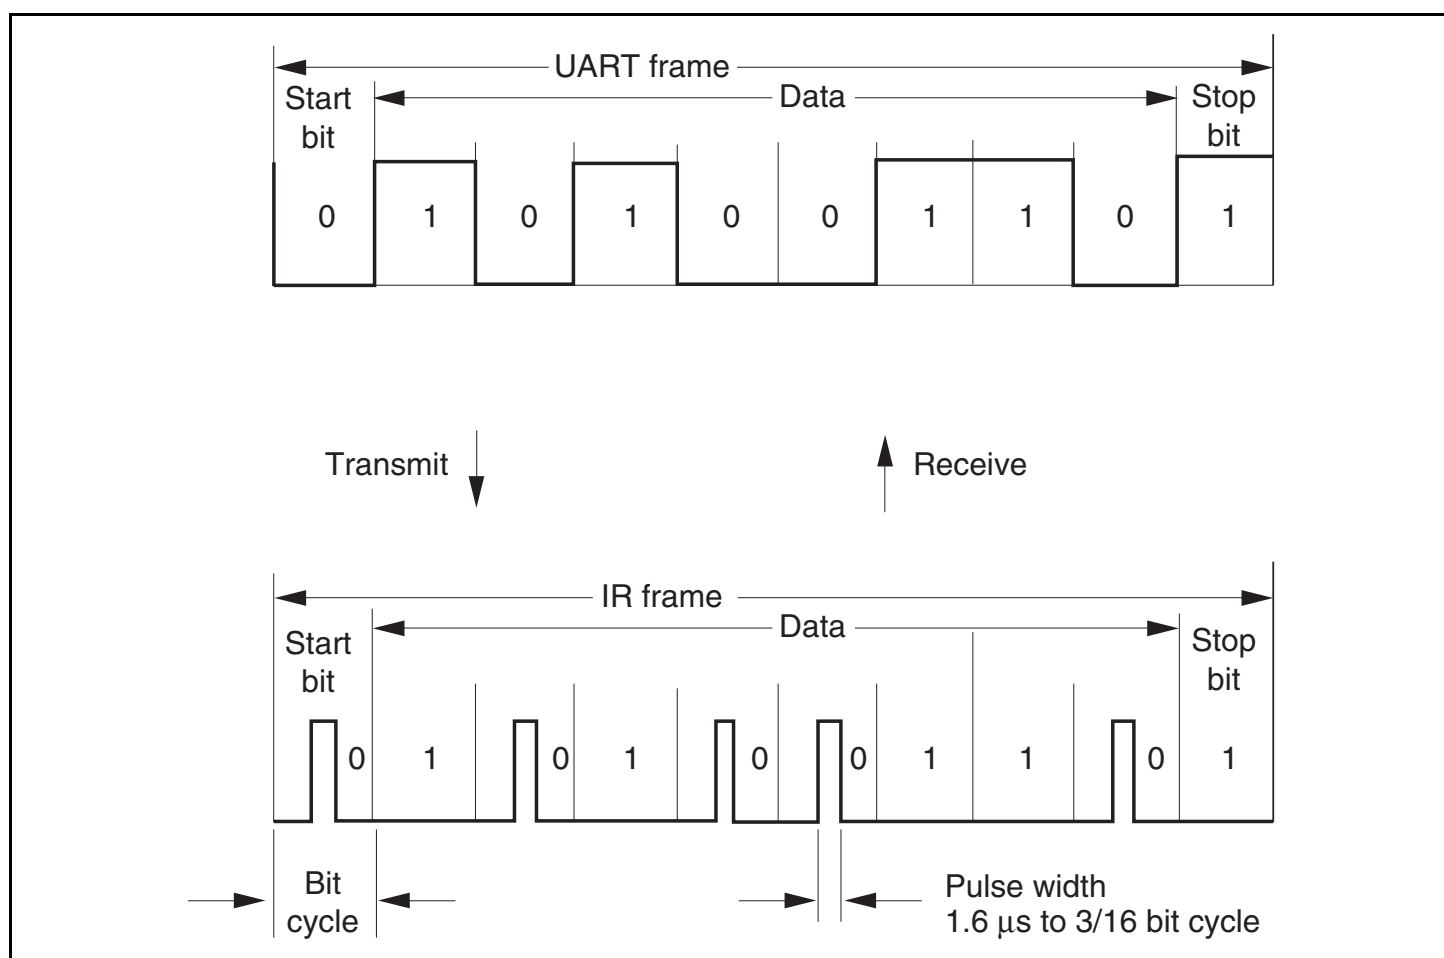 UART frame
Start
bit
Data
Stop
bit
0 1 0 1 0 0 1 1 0 1
Transmit
Receive
IR frame
Start
bit
Data
Stop
bit
0 1 0 1 0 0 1 1 0 1
Bit
cycle
Pulse width
1.6 μs to 3/16 bit cycle